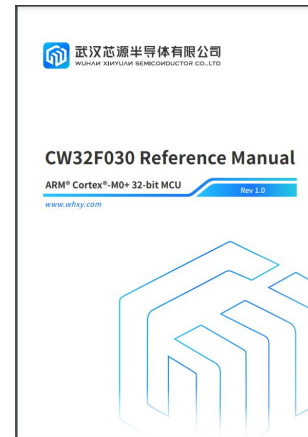 武汉芯源半导体有限公司
WUHAN XINYUAN SEMICONDUCTOR CO.,LTD
CW32F030 Reference Manual
ARM® Cortex®-M0+ 32-bit MCU
Rev 1.0
www.whxy.com